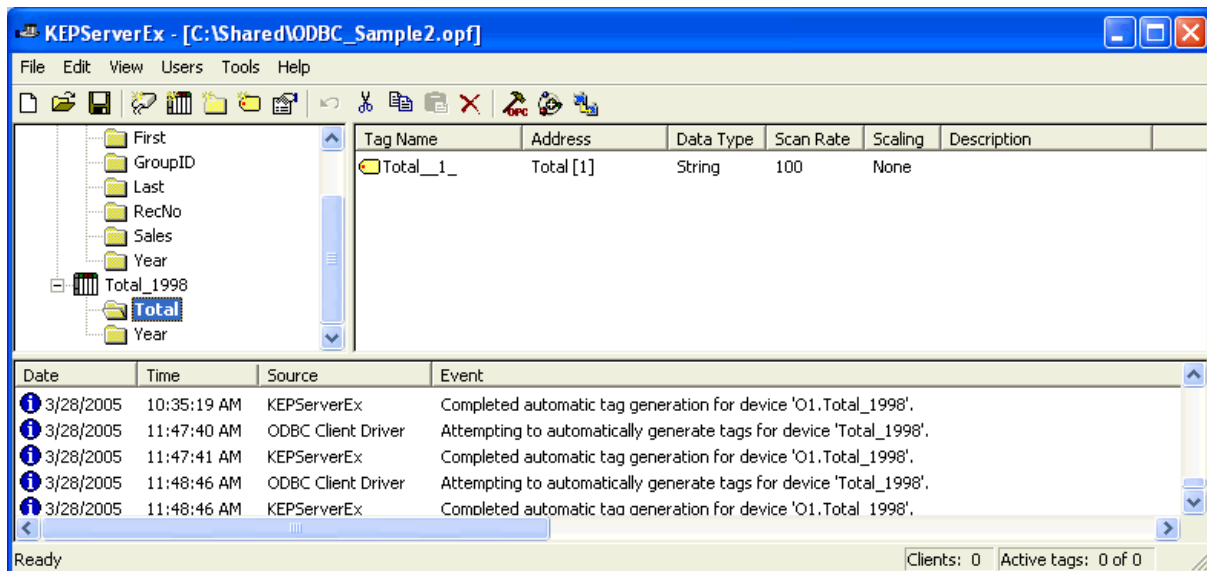 KEPServerEx - [C:\Shared\ODBC_Sample2.opf]
File Edit View Users Tools Help
OPC
First
GroupID
Last
RecNo
Sales
Year
Total_1998
Total
Year
Tag Name Address Data Type Scan Rate Scaling Description
Total__1_ Total [1] String 100 None
Date Time Source Event
3/28/2005 10:35:19 AM KEPServerEx Completed automatic tag generation for device 'O1.Total_1998'.
3/28/2005 11:47:40 AM ODBC Client Driver Attempting to automatically generate tags for device 'Total_1998'.
3/28/2005 11:47:41 AM KEPServerEx Completed automatic tag generation for device 'O1.Total_1998'.
3/28/2005 11:48:46 AM ODBC Client Driver Attempting to automatically generate tags for device 'Total_1998'.
3/28/2005 11:48:46 AM KEPServerEx Completed automatic tag generation for device 'O1.Total_1998'.
Ready Clients: 0 Active tags: 0 of 0